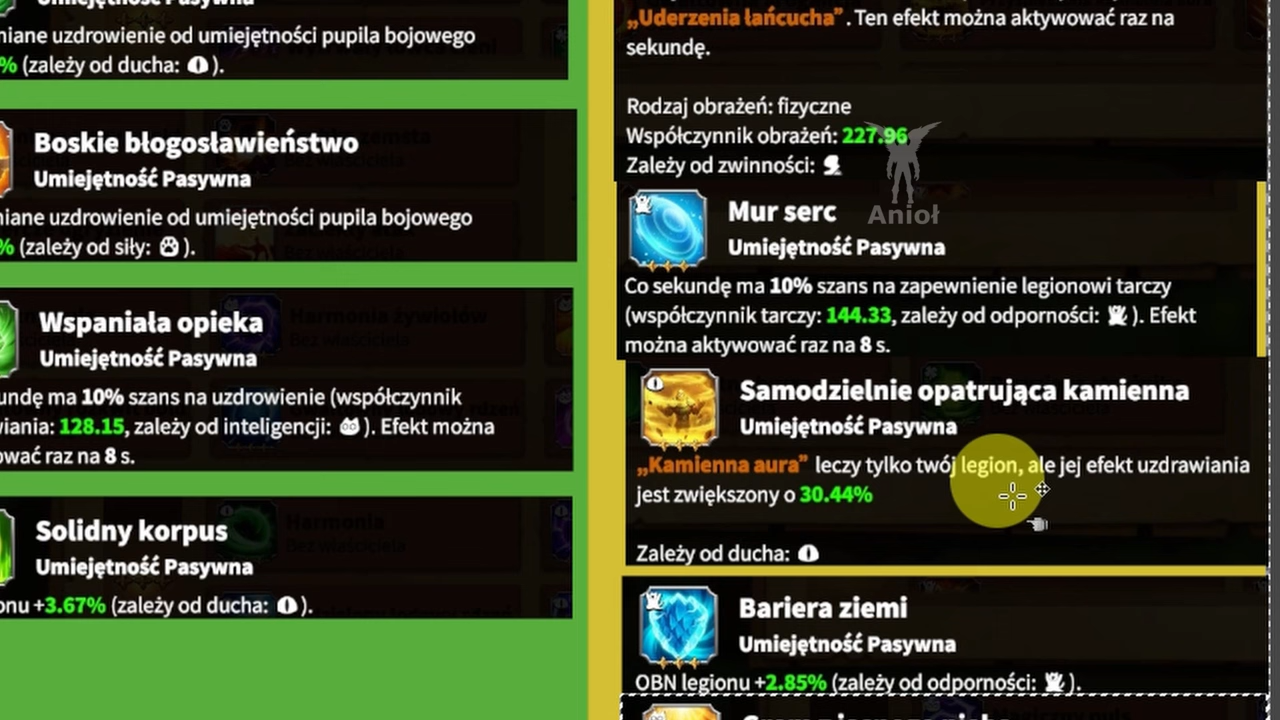 niane uzdrowienie od umiejętności pupila bojowego
% (zależy od ducha: ).
Boskie błogosławieństwo
Umiejętność Pasywna
niane uzdrowienie od umiejętności pupila bojowego
% (zależy od siły: ).
Wspaniała opieka
Umiejętność Pasywna
undę ma 10% szans na uzdrowienie (współczynnik
wiania: 128.15, zależy od inteligencji: ). Efekt można
ować raz na 8 s.
Solidny korpus
Umiejętność Pasywna
onu +3.67% (zależy od ducha: ).
„Uderzenia łańcucha”. Ten efekt można aktywować raz na
sekundę.
Rodzaj obrażeń: fizyczne
Współczynnik obrażeń: 227.96
Zależy od zwinności:
Anioł
Mur serc
Umiejętność Pasywna
Co sekundę ma 10% szans na zapewnienie legionowi tarczy
(współczynnik tarczy: 144.33, zależy od odporności: ). Efekt
można aktywować raz na 8 s.
Samodzielnie opatrująca kamienna
Umiejętność Pasywna
„Kamienna aura” leczy tylko twój legion, ale jej efekt uzdrawiania
jest zwiększony o 30.44%
Zależy od ducha:
Bariera ziemi
Umiejętność Pasywna
OBN legionu +2.85% (zależy od odporności: ).